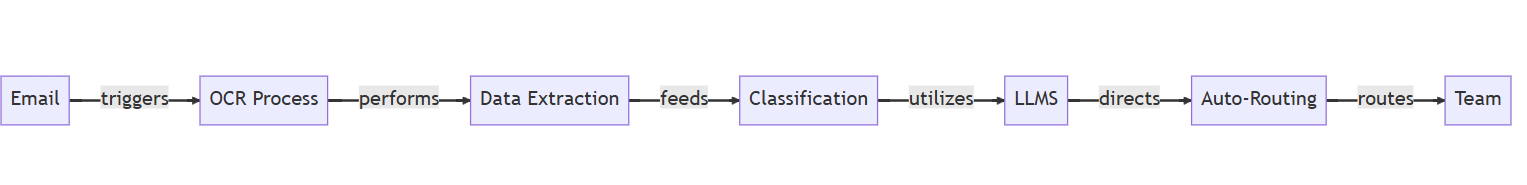 Email triggers OCR Process performs Data Extraction feeds Classification utilizes LLMS directs Auto-Routing routes Team